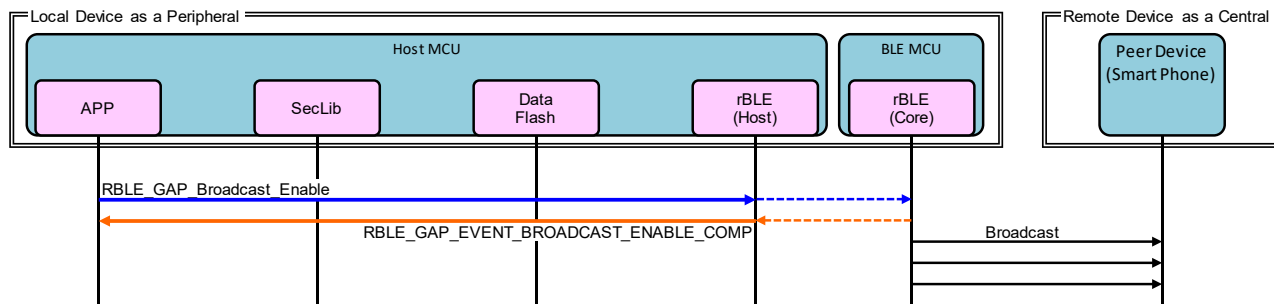 Local Device as a Peripheral
Remote Device as a Central
Host MCU
BLE MCU
Peer Device
(Smart Phone)
APP
SecLib
Data
Flash
rBLE
(Host)
rBLE
(Core)
RBLE_GAP_Broadcast_Enable
RBLE_GAP_EVENT_BROADCAST_ENABLE_COMP
Broadcast